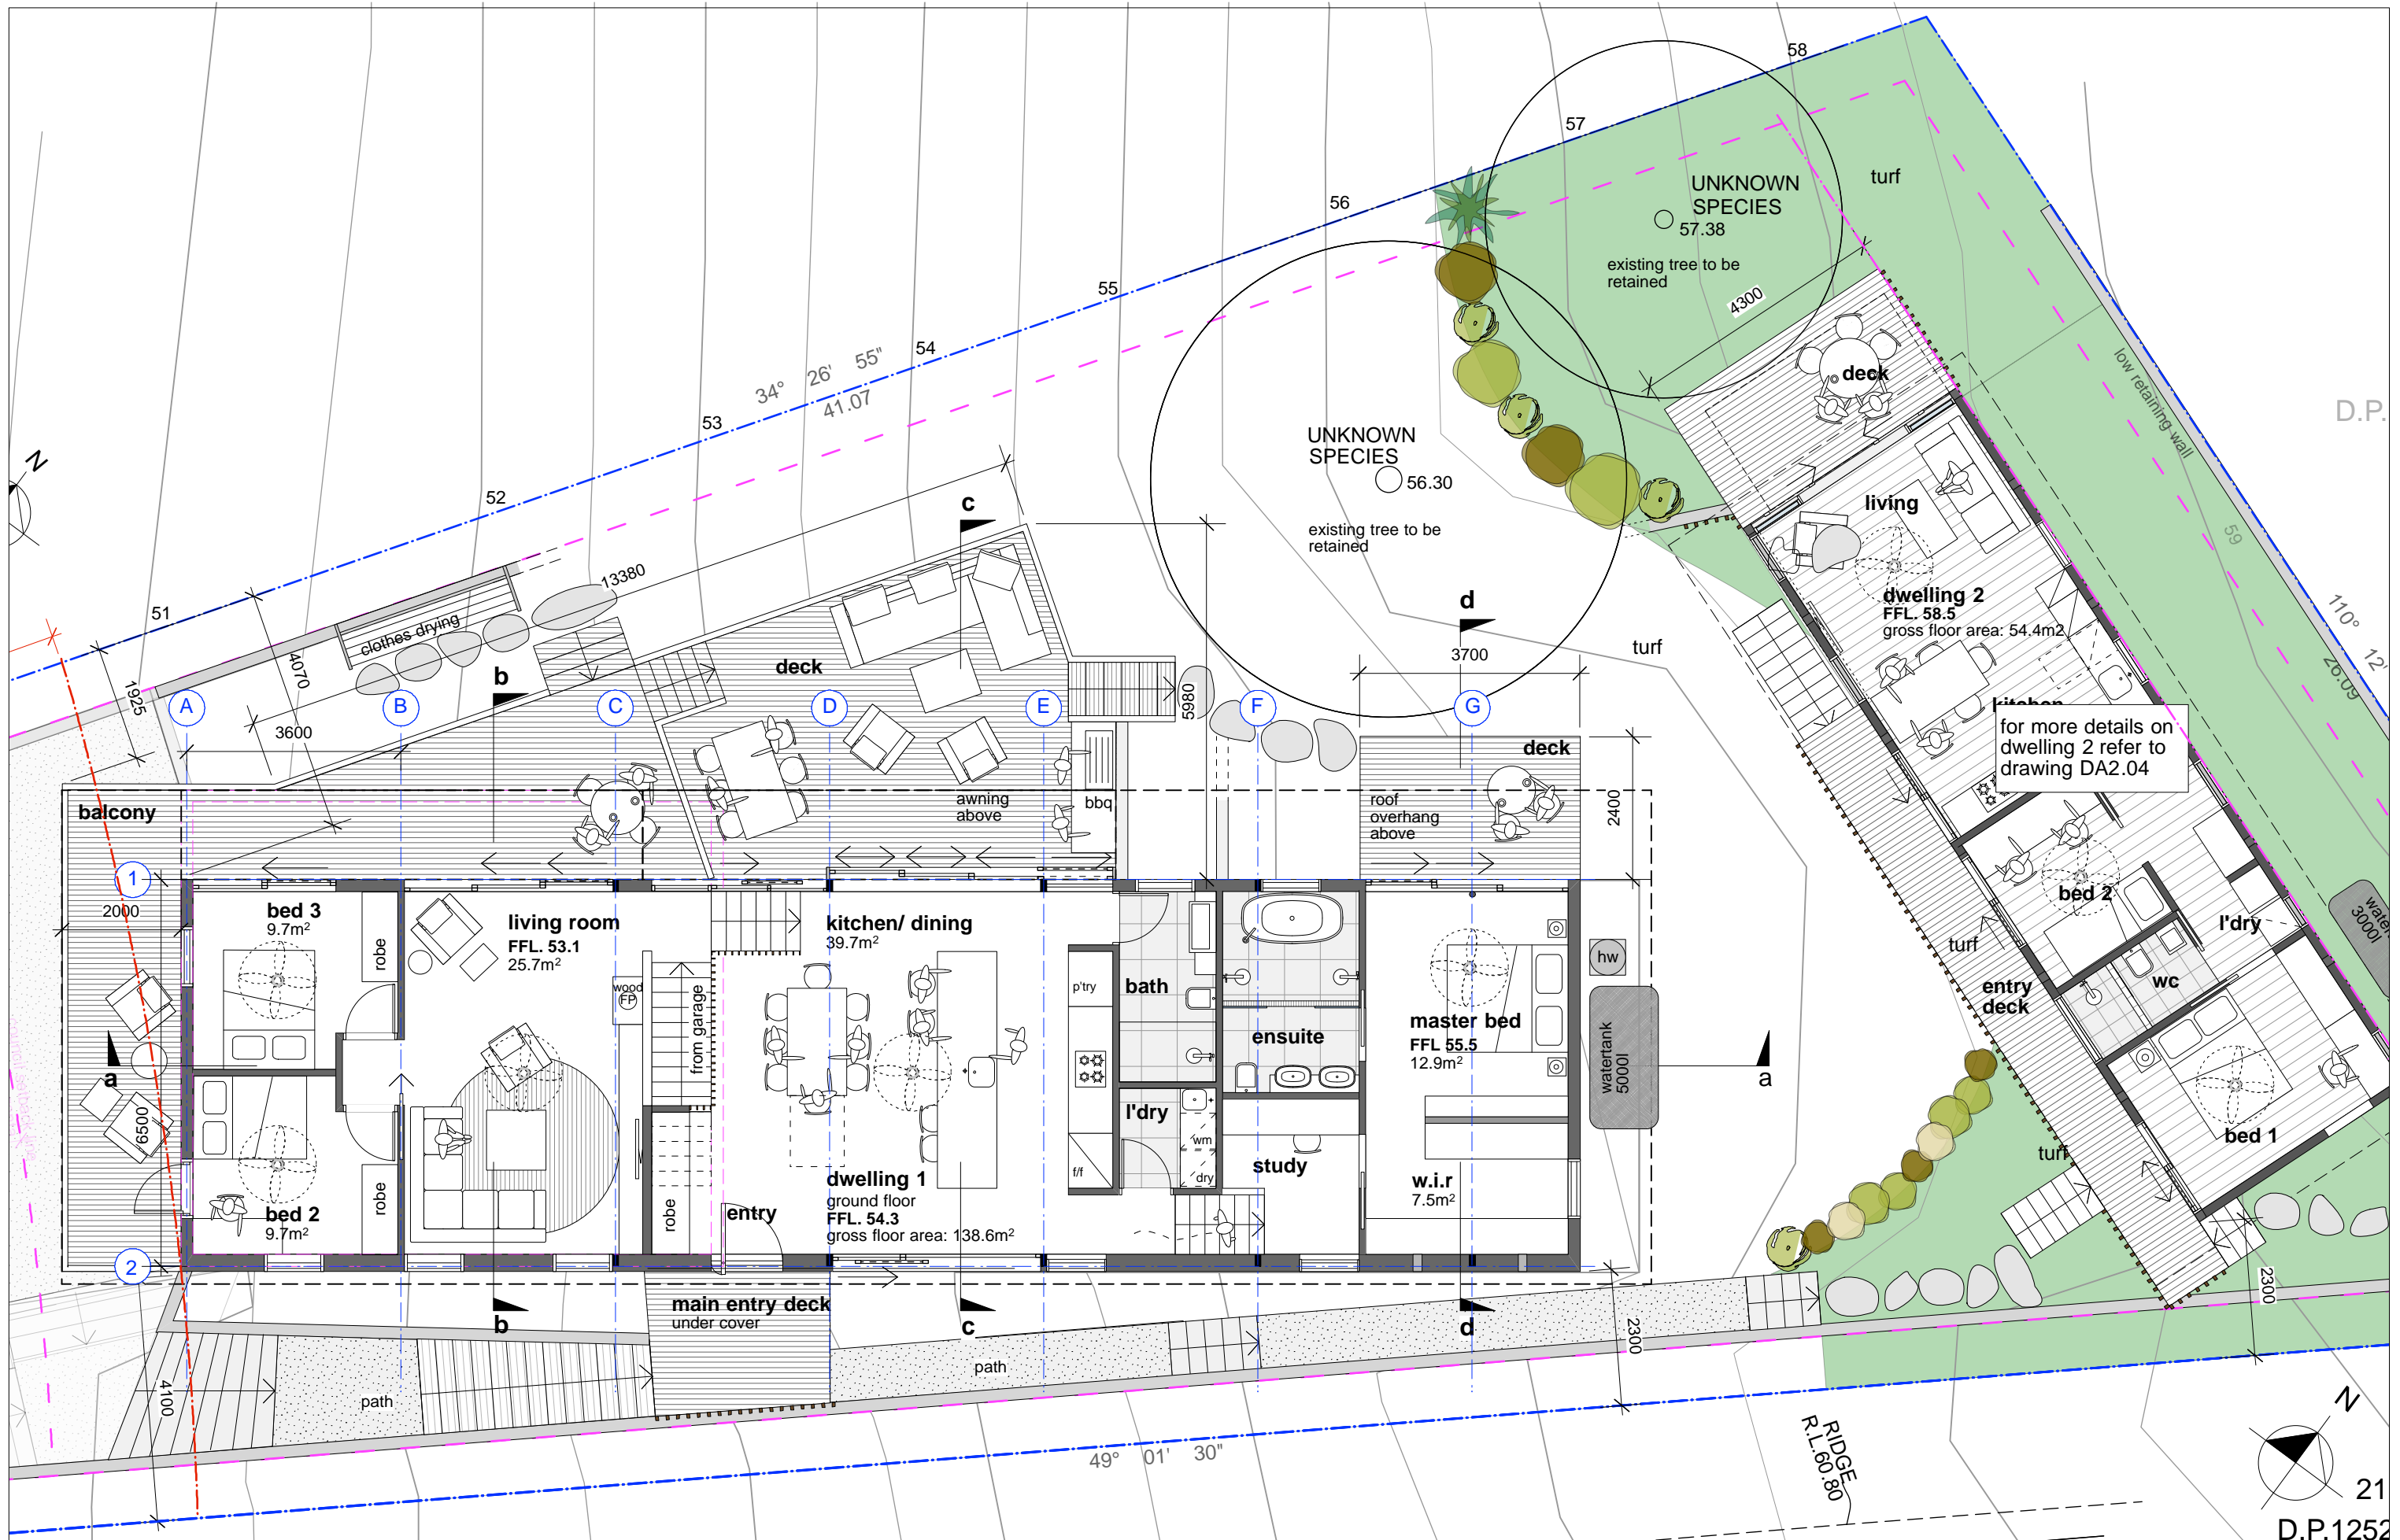 58
57
56
55
54
53
52
51
UNKNOWN
SPECIES
57.38
existing tree to be
retained
turf
4300
34° 26' 55"
41.07
UNKNOWN
SPECIES
56.30
existing tree to be
retained
N
D.P.
low retaining wall
59
110° 12'
26.09
deck
living
dwelling 2
FFL. 58.5
gross floor area: 54.4m2
kitchen
for more details on
dwelling 2 refer to
drawing DA2.04
bed 2
l'dry
wc
bed 1
entry
deck
turf
turf
turf
3000l
13380
clothes drying
4070
1925
3600
b
c
d
deck
3700
5980
A
B
C
D
E
F
G
balcony
awning
above
bbq
deck
roof
overhang
above
2400
1
2000
bed 3
9.7m²
robe
living room
FFL. 53.1
25.7m²
wood
FP
from garage
kitchen/ dining
39.7m²
p'try
bath
ensuite
master bed
FFL 55.5
12.9m²
hw
watertank
5000l
a
a
6500
bed 2
9.7m²
robe
robe
entry
dwelling 1
ground floor
FFL. 54.3
gross floor area: 138.6m²
f/f
l'dry
wm
dry
study
w.i.r
7.5m²
2
main entry deck
under cover
b
c
d
path
path
4100
2300
2300
49° 01' 30"
RIDGE
R.L.60.80
N
21
D.P.1252